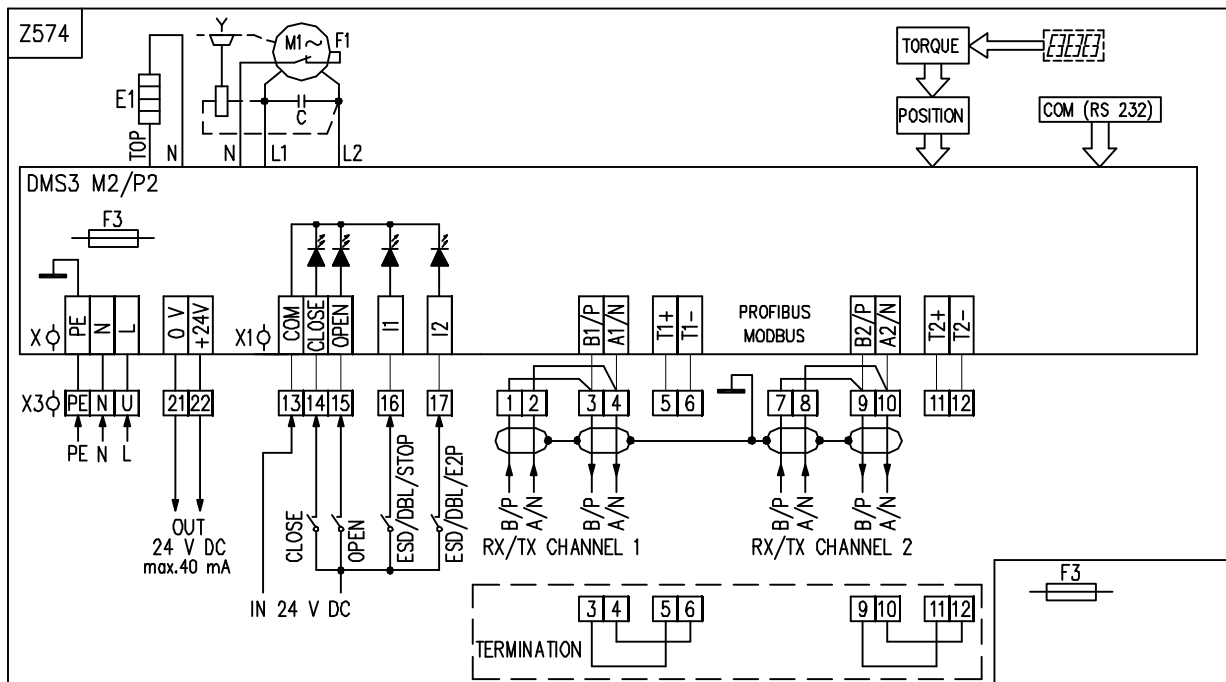 Z574
Y
M1 ~
F1
TORQUE
8888
E1
C
POSITION
COM (RS 232)
TOP
N
N
L1
L2
DMS3 M2/P2
F3
X
PE
N
L
0 V
+24V
X1
COM
CLOSE
OPEN
I1
I2
B1/P
A1/N
T1+
T1-
PROFIBUS
MODBUS
B2/P
A2/N
T2+
T2-
X3
PE N U
21 22
13 14 15
16
17
1 2
3 4
5 6
7 8
9 10
11 12
PE N L
OUT
24 V DC
max.40 mA
CLOSE
OPEN
ESD/DBL/STOP
ESD/DBL/E2P
IN 24 V DC
B/P
A/N
B/P
A/N
RX/TX CHANNEL 1
B/P
A/N
B/P
A/N
RX/TX CHANNEL 2
TERMINATION
3 4
5 6
9 10
11 12
F3